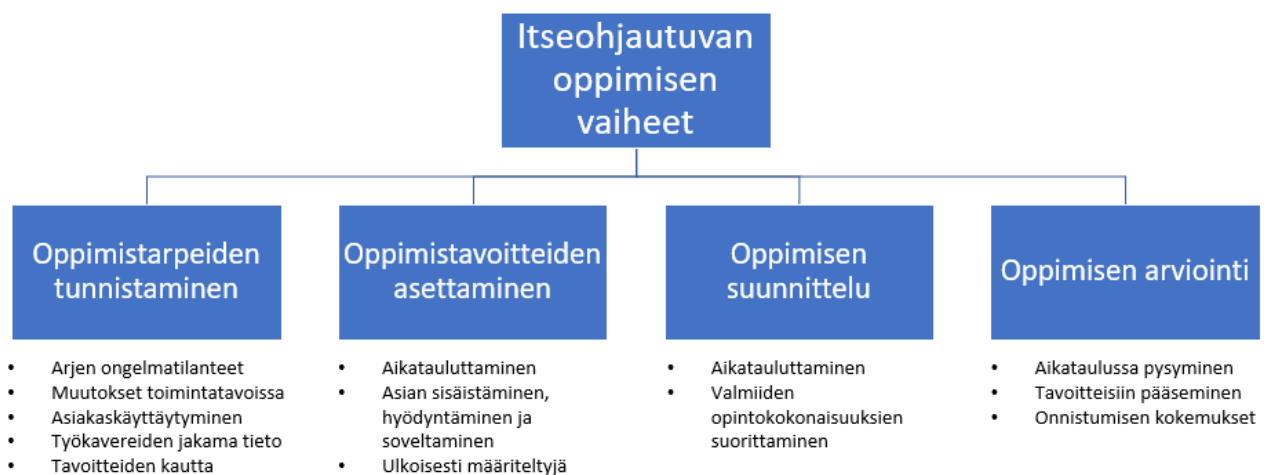 Itseohjautuvan
oppimisen
vaiheet
Oppimistarpeiden
tunnistaminen
• Arjen ongelmatilanteet
• Muutokset toimintatavoissa
• Asiakaskäyttäytyminen
• Työkavereiden jakama tieto
• Tavoitteiden kautta
Oppimistavoitteiden
asettaminen
• Aikatauluttaminen
• Asian sisäistäminen,
hyödyntäminen ja
soveltaminen
• Ulkoisesti määriteltyjä
Oppimisen
suunnittelu
• Aikatauluttaminen
• Valmiiden
opintokokonaisuuksien
suorittaminen
Oppimisen arviointi
• Aikataulussa pysyminen
• Tavoitteisiin pääseminen
• Onnistumisen kokemukset